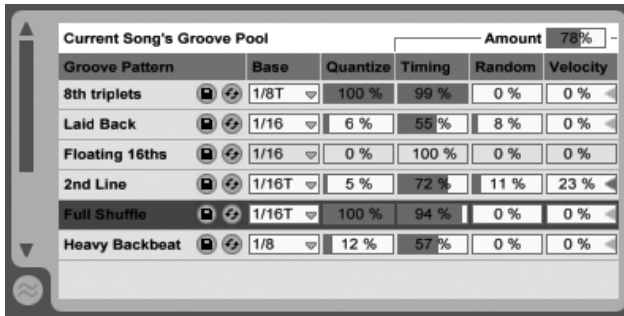 Current Song's Groove Pool Amount 78%
Groove Pattern Base Quantize Timing Random Velocity
8th triplets 1/8T 100 % 99 % 0 % 0 %
Laid Back 1/16 6 % 55 % 8 % 0 %
Floating 16ths 1/16 0 % 100 % 0 % 0 %
2nd Line 1/16T 5 % 72 % 11 % 23 %
Full Shuffle 1/16T 100 % 94 % 0 % 0 %
Heavy Backbeat 1/8 12 % 57 % 0 % 0 %